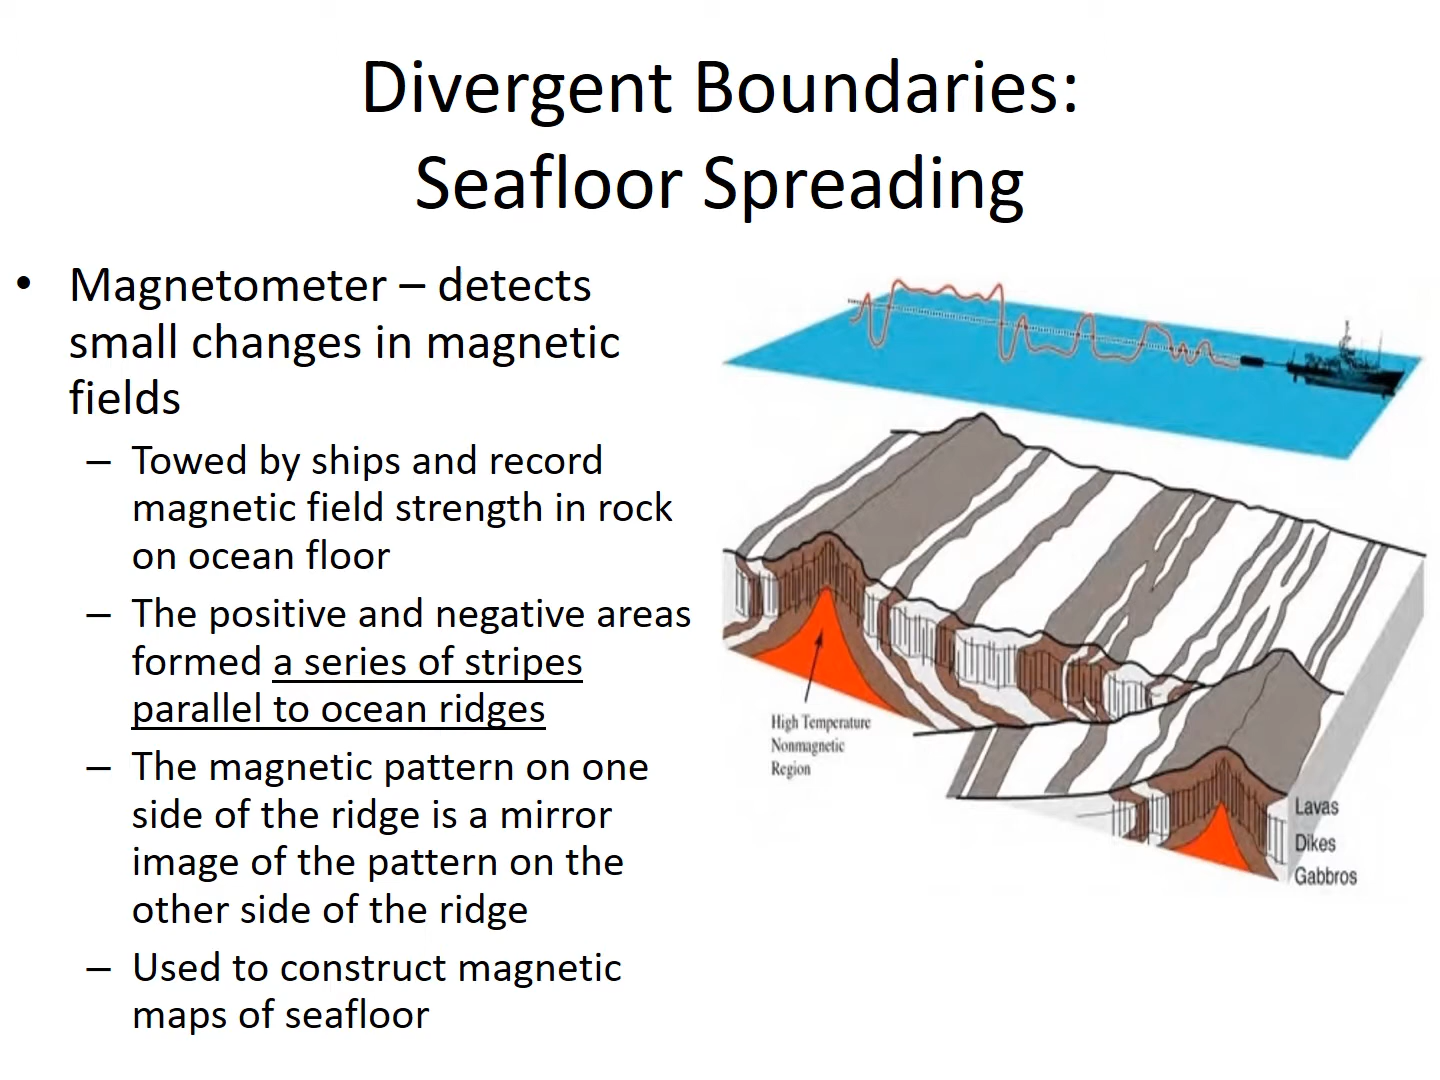 Divergent Boundaries:
Seafloor Spreading
• Magnetometer – detects
small changes in magnetic
fields
– Towed by ships and record
magnetic field strength in rock
on ocean floor
– The positive and negative areas
formed a series of stripes
parallel to ocean ridges
– The magnetic pattern on one
side of the ridge is a mirror
image of the pattern on the
other side of the ridge
– Used to construct magnetic
maps of seafloor
High Temperature
Nonmagnetic
Region
Lavas
Dikes
Gabbros